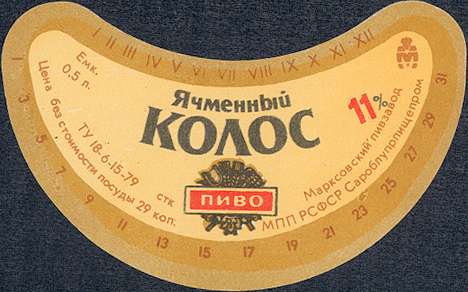 I II III IV V VI VII VIII IX X XI XII
Емк.
0.5 л.
Ячменный
КОЛОС
11%
ПИВО
Цена без стоимости посуды 29 коп.
ТУ 18-6-15-79
стк
Марксовский пивзавод
МПП РСФСР Сароблупрпищепром
1 3 5 7 9 11 13 15 17 19 21 23 25 27 29 31